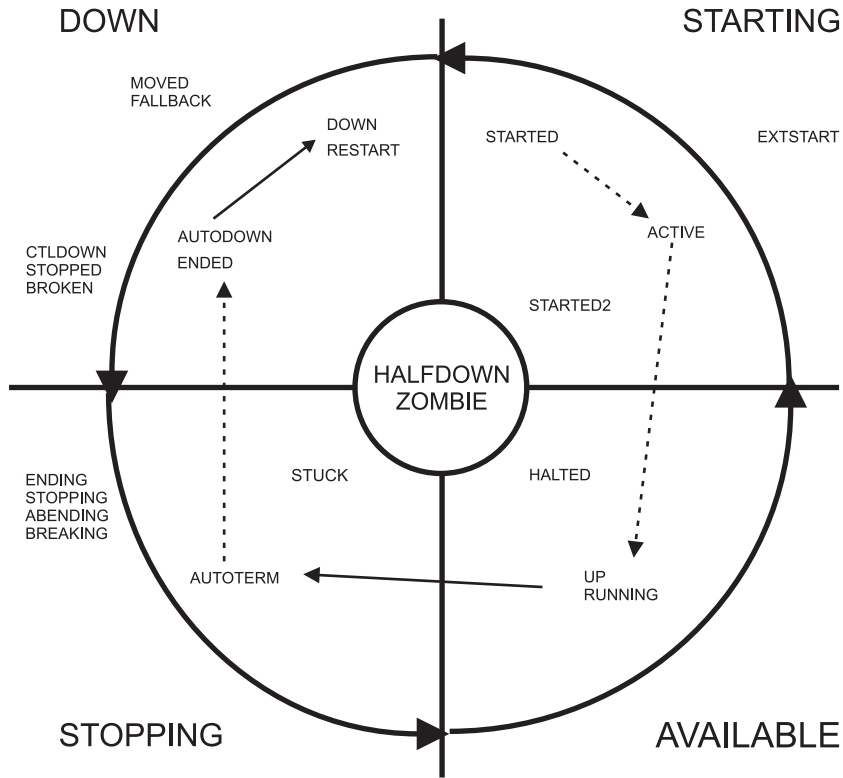 DOWN
STARTING
MOVED
FALLBACK
DOWN
RESTART
STARTED
EXTSTART
AUTODOWN
ENDED
ACTIVE
CTLDOWN
STOPPED
BROKEN
STARTED2
HALFDOWN
ZOMBIE
ENDING
STOPPING
ABENDING
BREAKING
STUCK
HALTED
AUTOTERM
UP
RUNNING
STOPPING
AVAILABLE